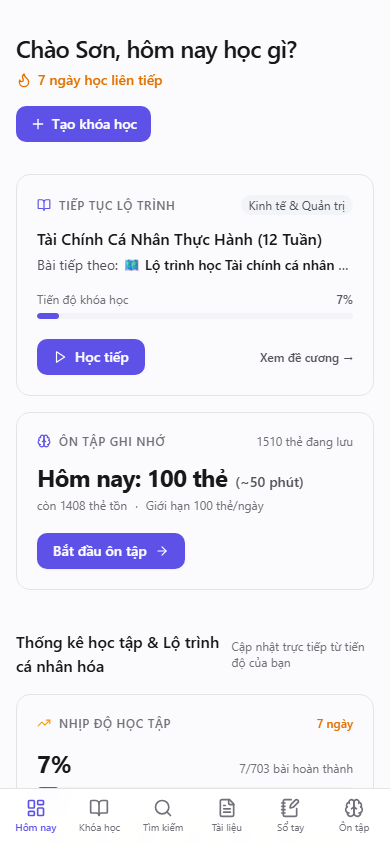 Chào Sơn, hôm nay học gì?
7 ngày học liên tiếp
Tạo khóa học
TIẾP TỤC LỘ TRÌNH
Kinh tế & Quản trị
Tài Chính Cá Nhân Thực Hành (12 Tuần)
Bài tiếp theo: 🗺️ Lộ trình học Tài chính cá nhân ...
Tiến độ khóa học
7%
Học tiếp
Xem đề cương →
ÔN TẬP GHI NHỚ
1510 thẻ đang lưu
Hôm nay: 100 thẻ (~50 phút)
còn 1408 thẻ tồn · Giới hạn 100 thẻ/ngày
Bắt đầu ôn tập →
Thống kê học tập & Lộ trình
cá nhân hóa
Cập nhật trực tiếp từ tiến
độ của bạn
NHỊP ĐỘ HỌC TẬP
7 ngày
7%
7/703 bài hoàn thành
Hôm nay
Khóa học
Tìm kiếm
Tài liệu
Sổ tay
Ôn tập